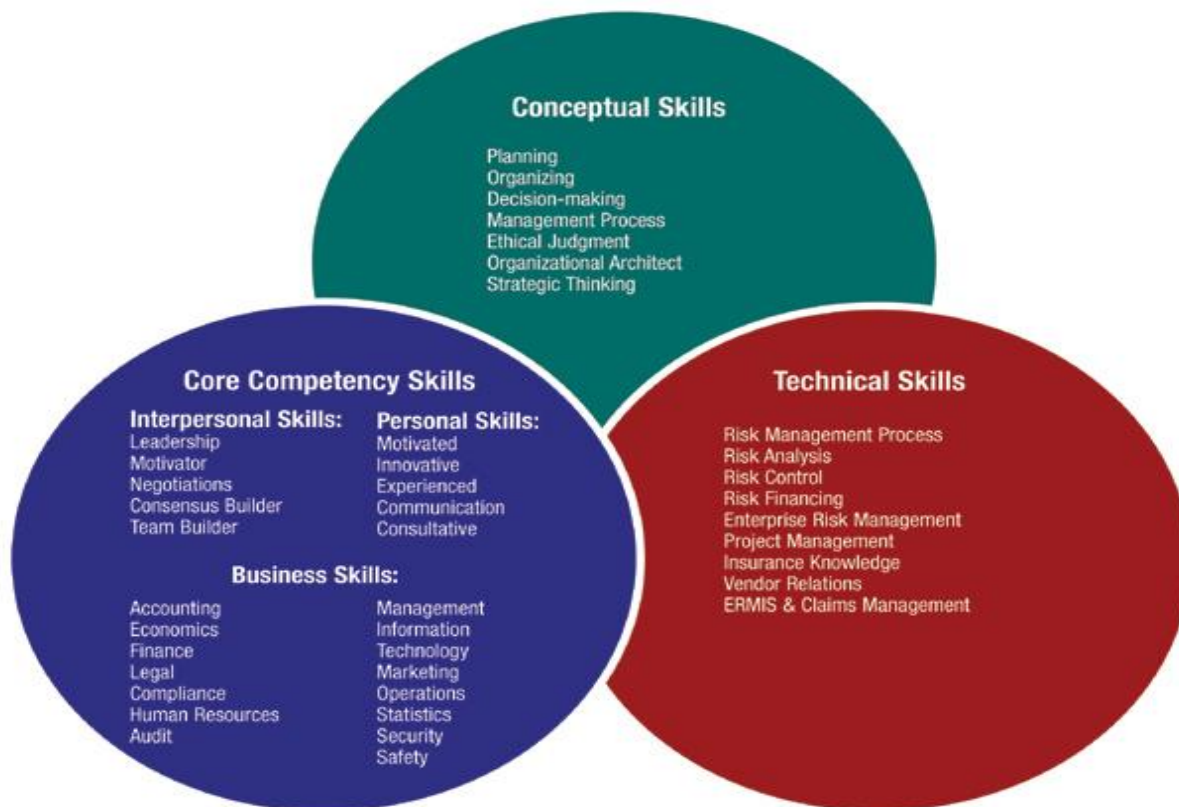 Conceptual Skills
Planning
Organizing
Decision-making
Management Process
Ethical Judgment
Organizational Architect
Strategic Thinking
Core Competency Skills
Interpersonal Skills:
Leadership
Motivator
Negotiations
Consensus Builder
Team Builder
Personal Skills:
Motivated
Innovative
Experienced
Communication
Consultative
Business Skills:
Accounting
Economics
Finance
Legal
Compliance
Human Resources
Audit
Management
Information
Technology
Marketing
Operations
Statistics
Security
Safety
Technical Skills
Risk Management Process
Risk Analysis
Risk Control
Risk Financing
Enterprise Risk Management
Project Management
Insurance Knowledge
Vendor Relations
ERMIS & Claims Management